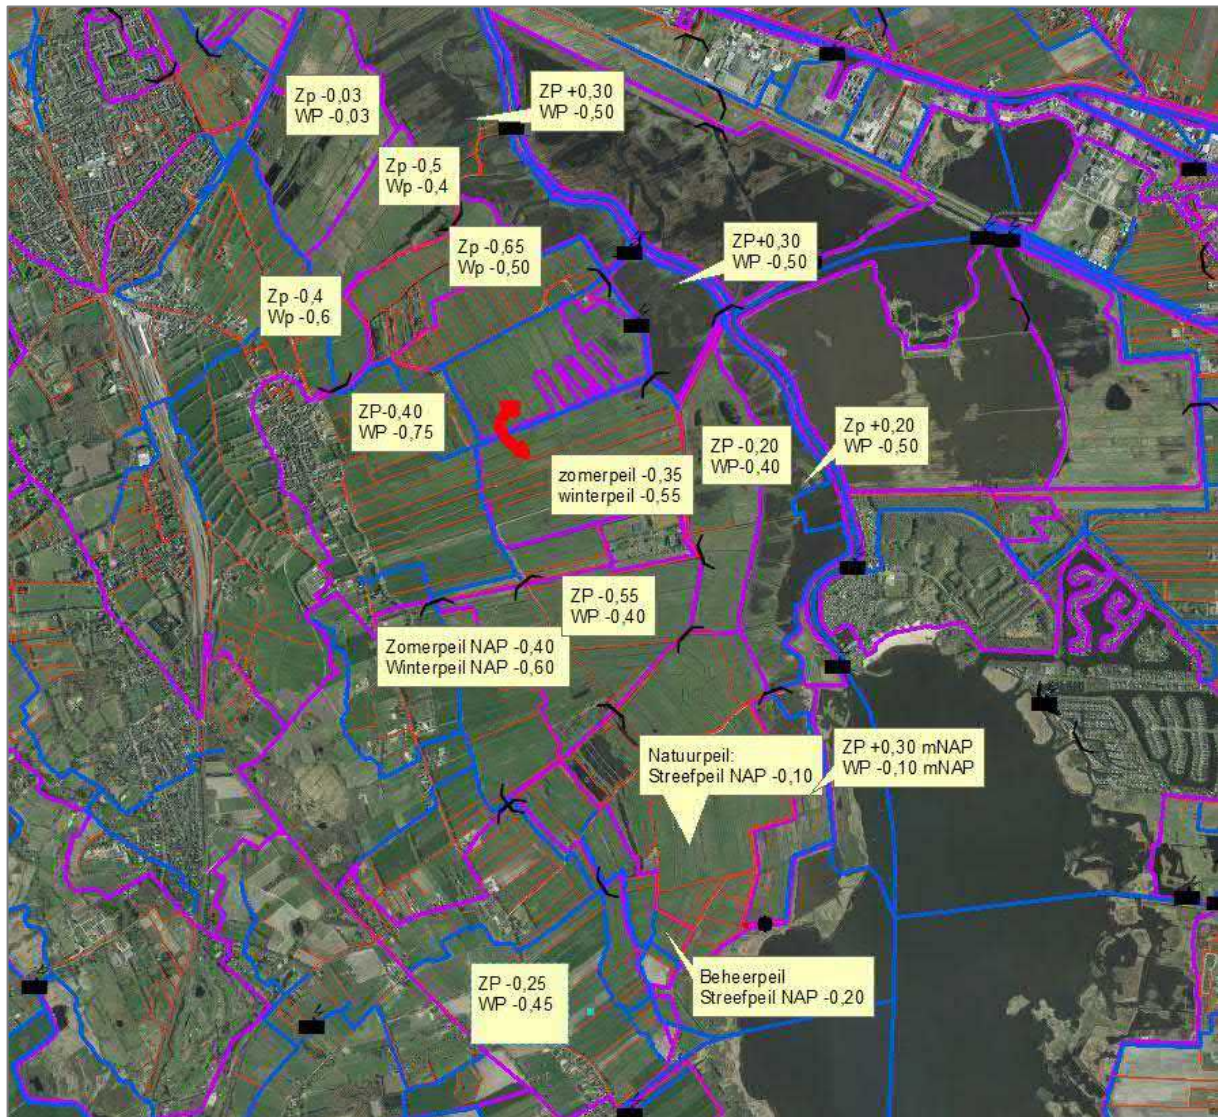 Zp -0,03
WP -0,03
ZP +0,30
WP -0,50
Zp -0,5
Wp -0,4
Zp -0,65
Wp -0,50
ZP+0,30
WP -0,50
Zp -0,4
Wp -0,6
ZP-0,40
WP -0,75
ZP -0,20
WP-0,40
Zp +0,20
WP -0,50
zomerpeil -0,35
winterpeil -0,55
ZP -0,55
WP -0,40
Zomerpeil NAP -0,40
Winterpeil NAP -0,60
Natuurpeil:
Streefpeil NAP -0,10
ZP +0,30 mNAP
WP -0,10 mNAP
ZP -0,25
WP -0,45
Beheerpeil
Streefpeil NAP -0,20